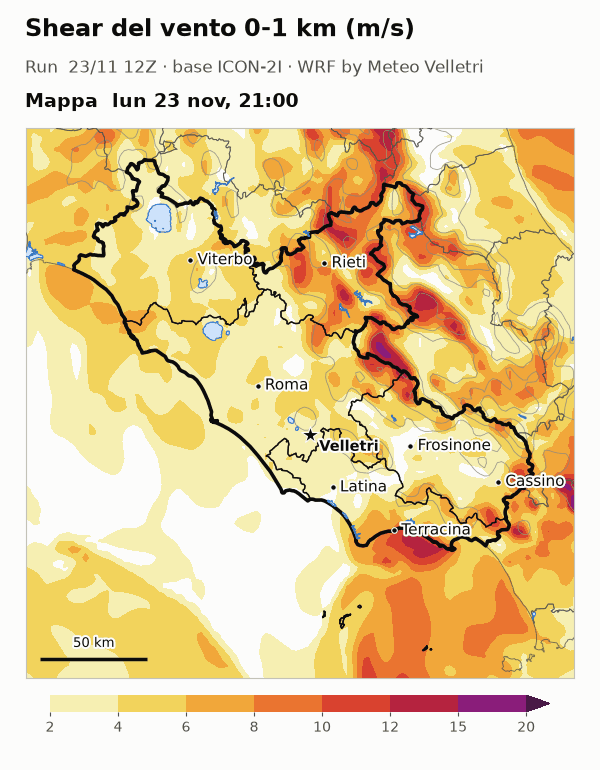 Shear del vento 0-1 km (m/s)
Run  23/11 12Z · base ICON-2I · WRF by Meteo Velletri
Mappa  lun 23 nov, 21:00
Viterbo
Rieti
Roma
Velletri
Frosinone
Latina
Cassino
Terracina
50 km
2 4 6 8 10 12 15 20